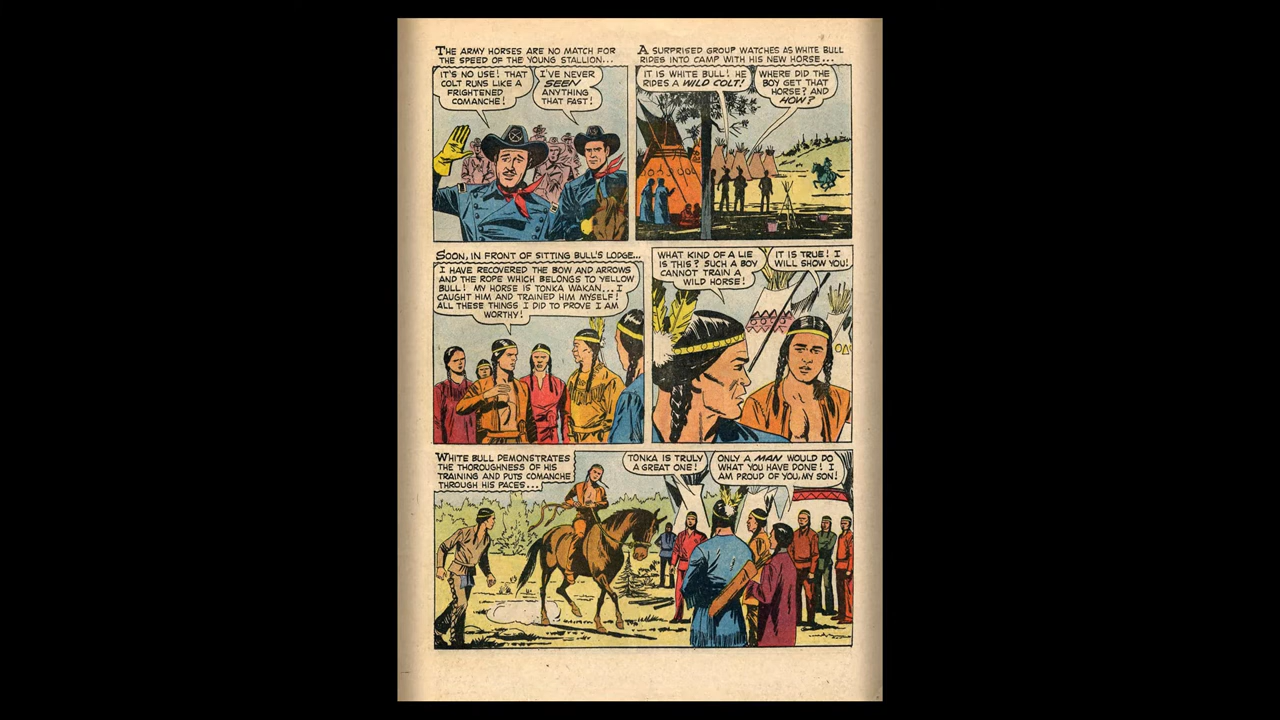 THE ARMY HORSES ARE NO MATCH FOR
THE SPEED OF THE YOUNG STALLION...
IT'S NO USE! THAT
COLT RUNS LIKE A
FRIGHTENED
COMANCHE!
I'VE NEVER
SEEN
ANYTHING
THAT FAST!
A SURPRISED GROUP WATCHES AS WHITE BULL
RIDES INTO CAMP WITH HIS NEW HORSE...
IT IS WHITE BULL! HE
RIDES A WILD COLT!
WHERE DID THE
BOY GET THAT
HORSE? AND
HOW?
SOON, IN FRONT OF SITTING BULL'S LODGE...
I HAVE RECOVERED THE BOW AND ARROWS
AND THE ROPE WHICH BELONGS TO YELLOW
BULL! MY HORSE IS TONKA WAKAN... I
CAUGHT HIM AND TRAINED HIM MYSELF!
ALL THESE THINGS I DID TO PROVE I AM
WORTHY!
WHAT KIND OF A LIE
IS THIS? SUCH A BOY
CANNOT TRAIN A
WILD HORSE!
IT IS TRUE! I
WILL SHOW YOU!
WHITE BULL DEMONSTRATES
THE THOROUGHNESS OF HIS
TRAINING AND PUTS COMANCHE
THROUGH HIS PACES...
TONKA IS TRULY
A GREAT ONE!
ONLY A MAN WOULD DO
WHAT YOU HAVE DONE! I
AM PROUD OF YOU, MY SON!